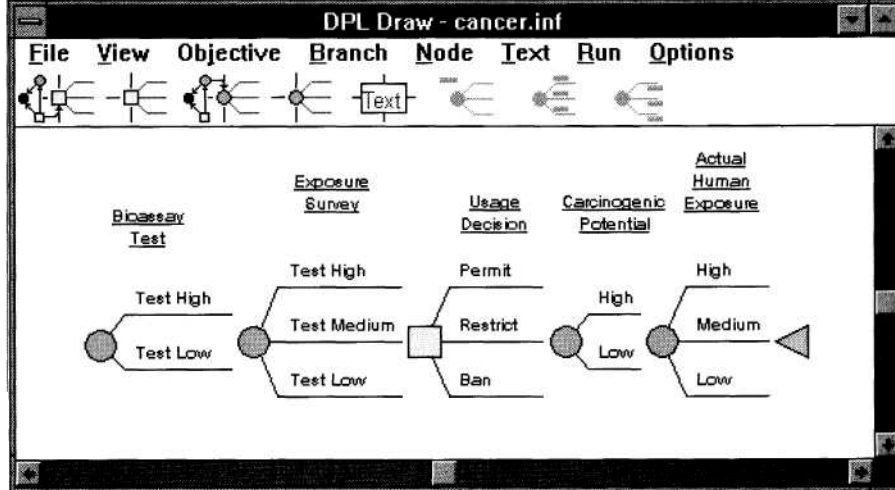 DPL Draw - cancer.inf
File View Objective Branch Node Text Run Options
Text
Bioassay
Test
Exposure
Survey
Usage
Decision
Carcinogenic
Potential
Actual
Human
Exposure
Test High
Test Low
Test High
Test Medium
Test Low
Permit
Restrict
Ban
High
Low
High
Medium
Low